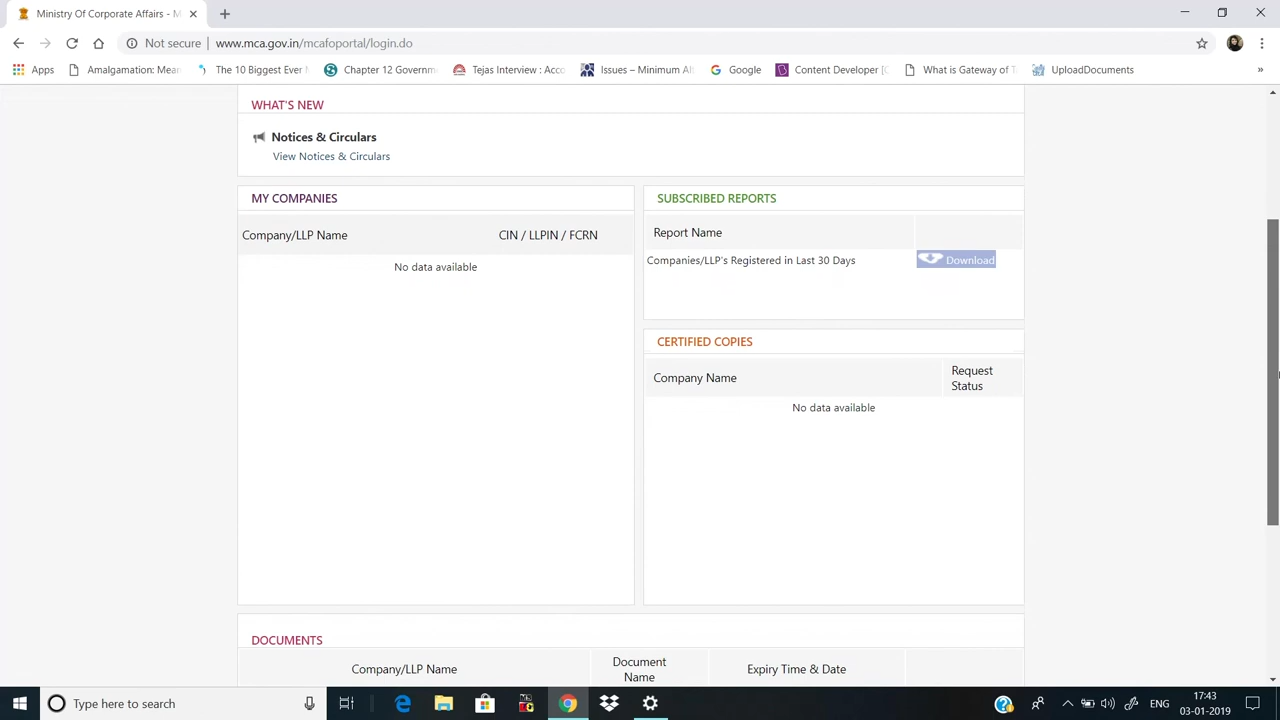 Ministry Of Corporate Affairs - M
Not secure
www.mca.gov.in/mcafoportal/login.do
Apps
Amalgamation: Mean
The 10 Biggest Ever M
Chapter 12 Governm
Tejas Interview : Acco
Issues – Minimum Alt
Google
Content Developer [C
What is Gateway of T
UploadDocuments
»
WHAT'S NEW
Notices & Circulars
View Notices & Circulars
MY COMPANIES
Company/LLP Name
CIN / LLPIN / FCRN
No data available
SUBSCRIBED REPORTS
Report Name
Companies/LLP's Registered in Last 30 Days
Download
CERTIFIED COPIES
Company Name
Request
Status
No data available
DOCUMENTS
Company/LLP Name
Document
Name
Expiry Time & Date
Type here to search
ENG
17:43
03-01-2019